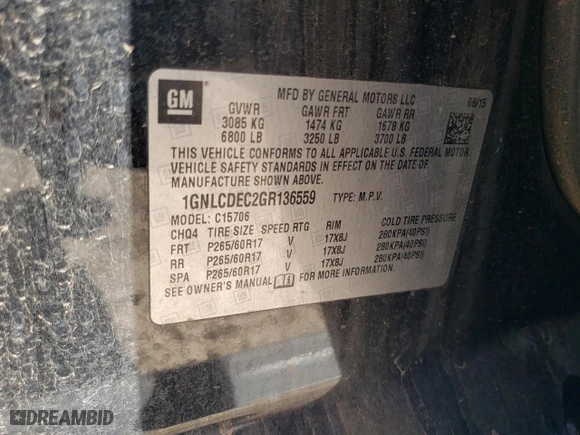 GM
MFD BY GENERAL MOTORS LLC 08/15
GVWR GAWR FRT GAWR RR
3085 KG 1474 KG 1678 KG
6800 LB 3250 LB 3700 LB
THIS VEHICLE CONFORMS TO ALL APPLICABLE U.S. FEDERAL MOTOR
VEHICLE SAFETY STANDARDS IN EFFECT ON THE DATE OF
MANUFACTURE SHOWN ABOVE.
1GNLCDEC2GR136559 TYPE: M.P.V.
MODEL: C15706
CHQ4 TIRE SIZE SPEED RTG RIM COLD TIRE PRESSURE
FRT P265/60R17 V 17X8J 280KPA(40PSI)
RR P265/60R17 V 17X8J 280KPA(40PSI)
SPA P265/60R17 V 17X8J 280KPA(40PSI)
SEE OWNER'S MANUAL FOR MORE INFORMATION.
DREAMBID